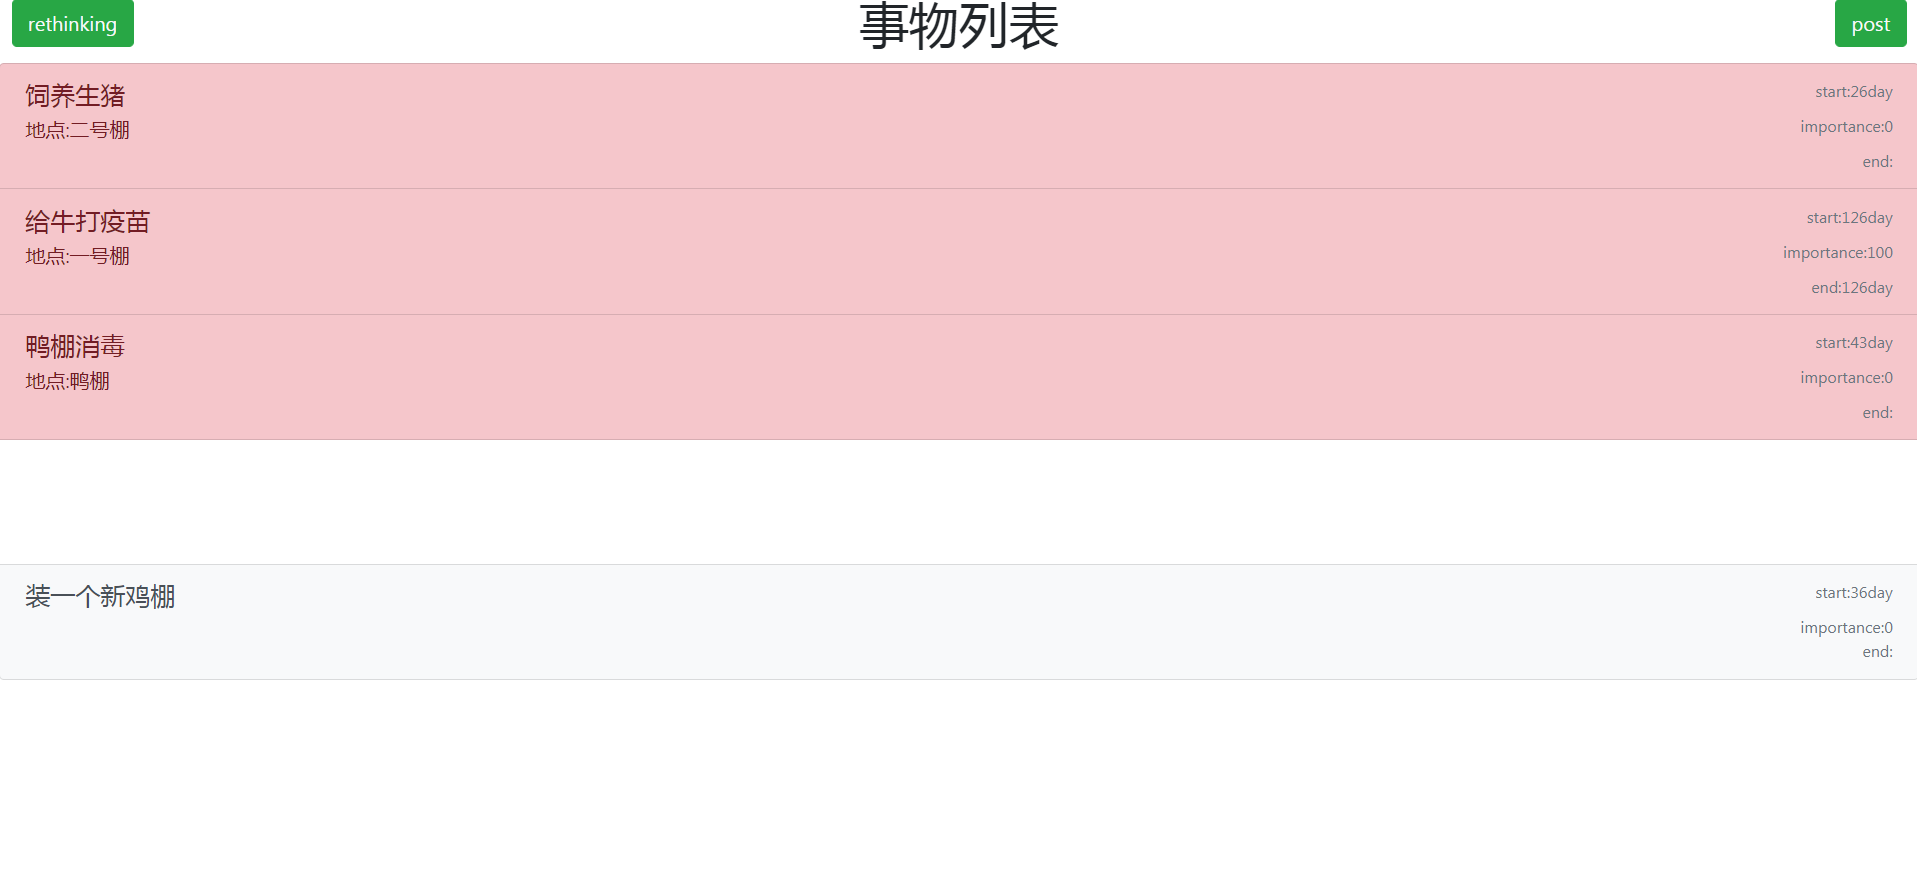 rethinking
事物列表
post
饲养生猪
start:26day
地点:二号棚
importance:0
end:
给牛打疫苗
start:126day
地点:一号棚
importance:100
end:126day
鸭棚消毒
start:43day
地点:鸭棚
importance:0
end:
装一个新鸡棚
start:36day
importance:0
end: